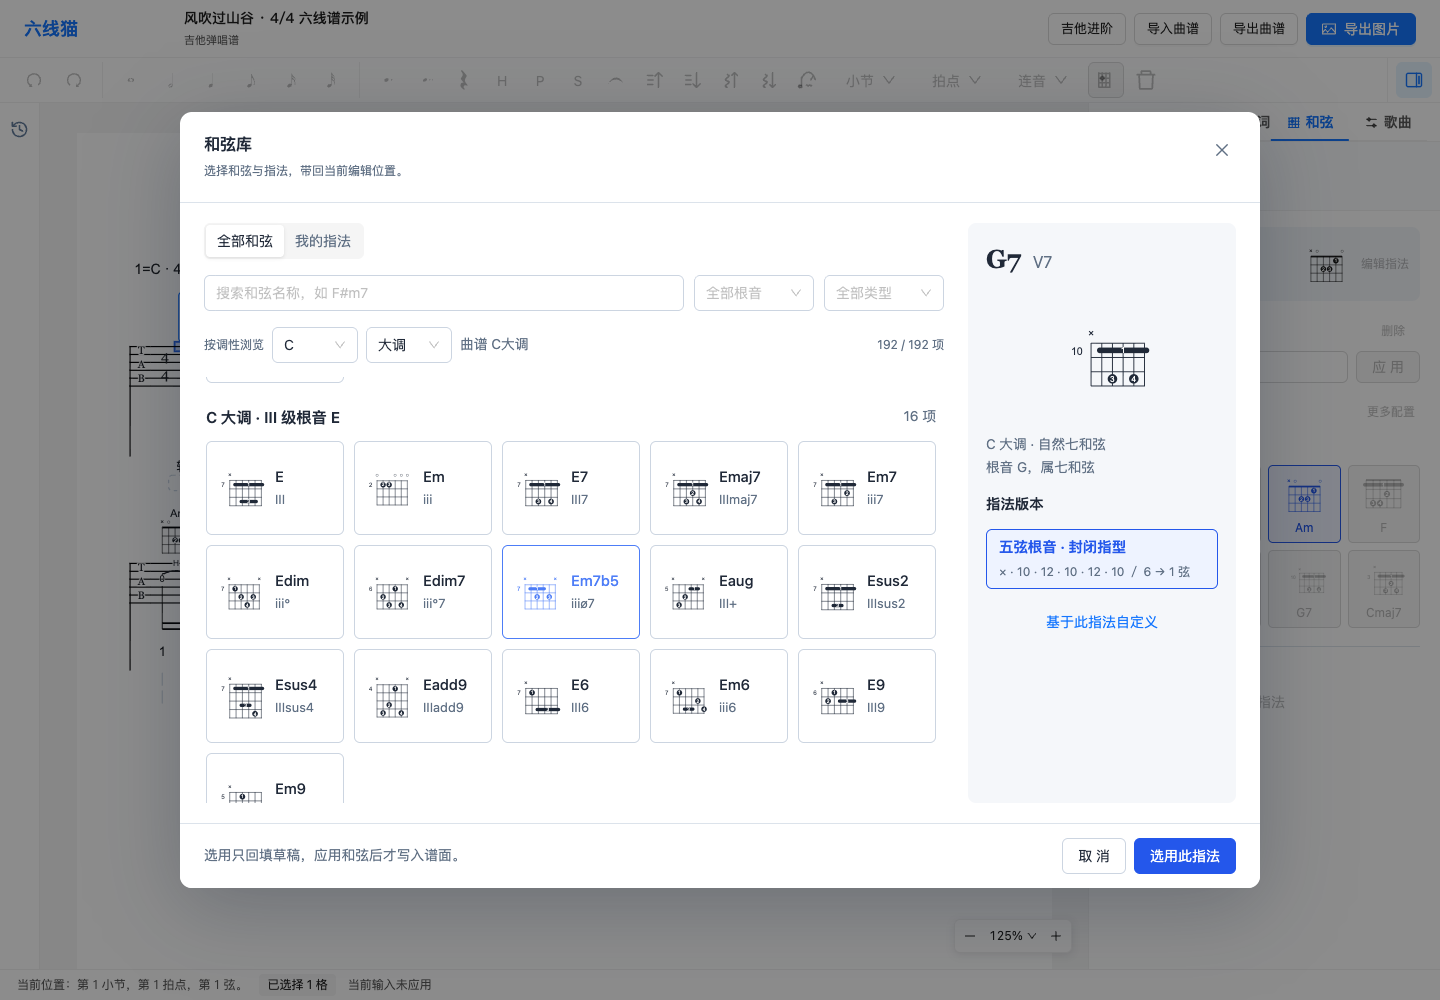 六线猫
风吹过山谷 · 4/4 六线谱示例
吉他弹唱谱
吉他进阶
导入曲谱
导出曲谱
导出图片
H P S
小节
拍点
连音
词
和弦
歌曲
1=C · 4
和弦库
选择和弦与指法，带回当前编辑位置。
全部和弦
我的指法
搜索和弦名称，如 F#m7
全部根音
全部类型
按调性浏览
C
大调
曲谱 C大调
192 / 192 项
C 大调 · III 级根音 E
16 项
E
III
Em
iii
E7
III7
Emaj7
IIImaj7
Em7
iii7
Edim
iii°
Edim7
iii°7
Em7b5
iiiø7
Eaug
III+
Esus2
IIIsus2
Esus4
IIIsus4
Eadd9
IIIadd9
E6
III6
Em6
iii6
E9
III9
Em9
G7 V7
×
10
3 4
C 大调 · 自然七和弦
根音 G，属七和弦
指法版本
五弦根音 · 封闭指型
× · 10 · 12 · 10 · 12 · 10 / 6 → 1 弦
基于此指法自定义
选用只回填草稿，应用和弦后才写入谱面。
取 消
选用此指法
编辑指法
删除
应 用
更多配置
Am
F
G7
Cmaj7
指法
T
A
B
4
4
T
A
B
1
125%
当前位置：第 1 小节，第 1 拍点，第 1 弦。
已选择 1 格
当前输入未应用